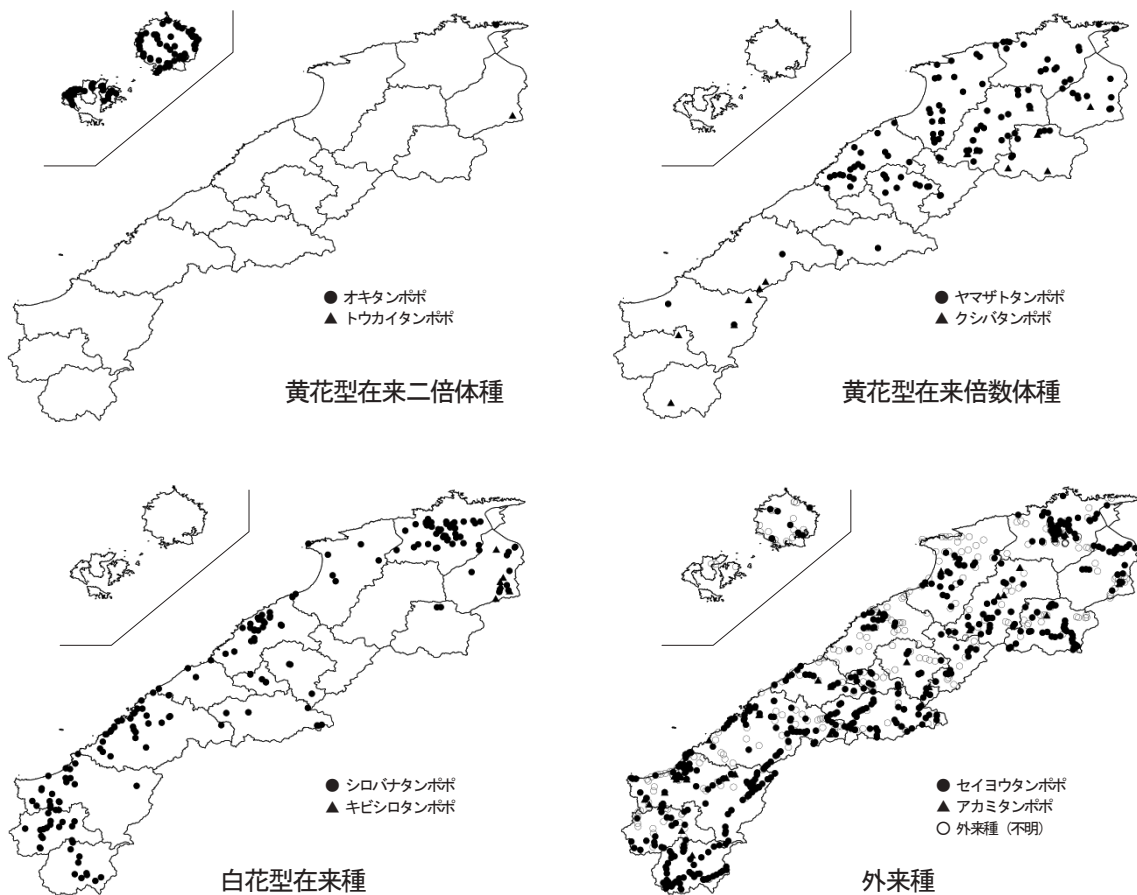 オキタンポポ
トウカイタンポポ
黄花型在来二倍体種
ヤマザトタンポポ
クシバタンポポ
黄花型在来倍数体種
シロバナタンポポ
キビシロタンポポ
白花型在来種
セイヨウタンポポ
アカミタンポポ
外来種（不明）
外来種